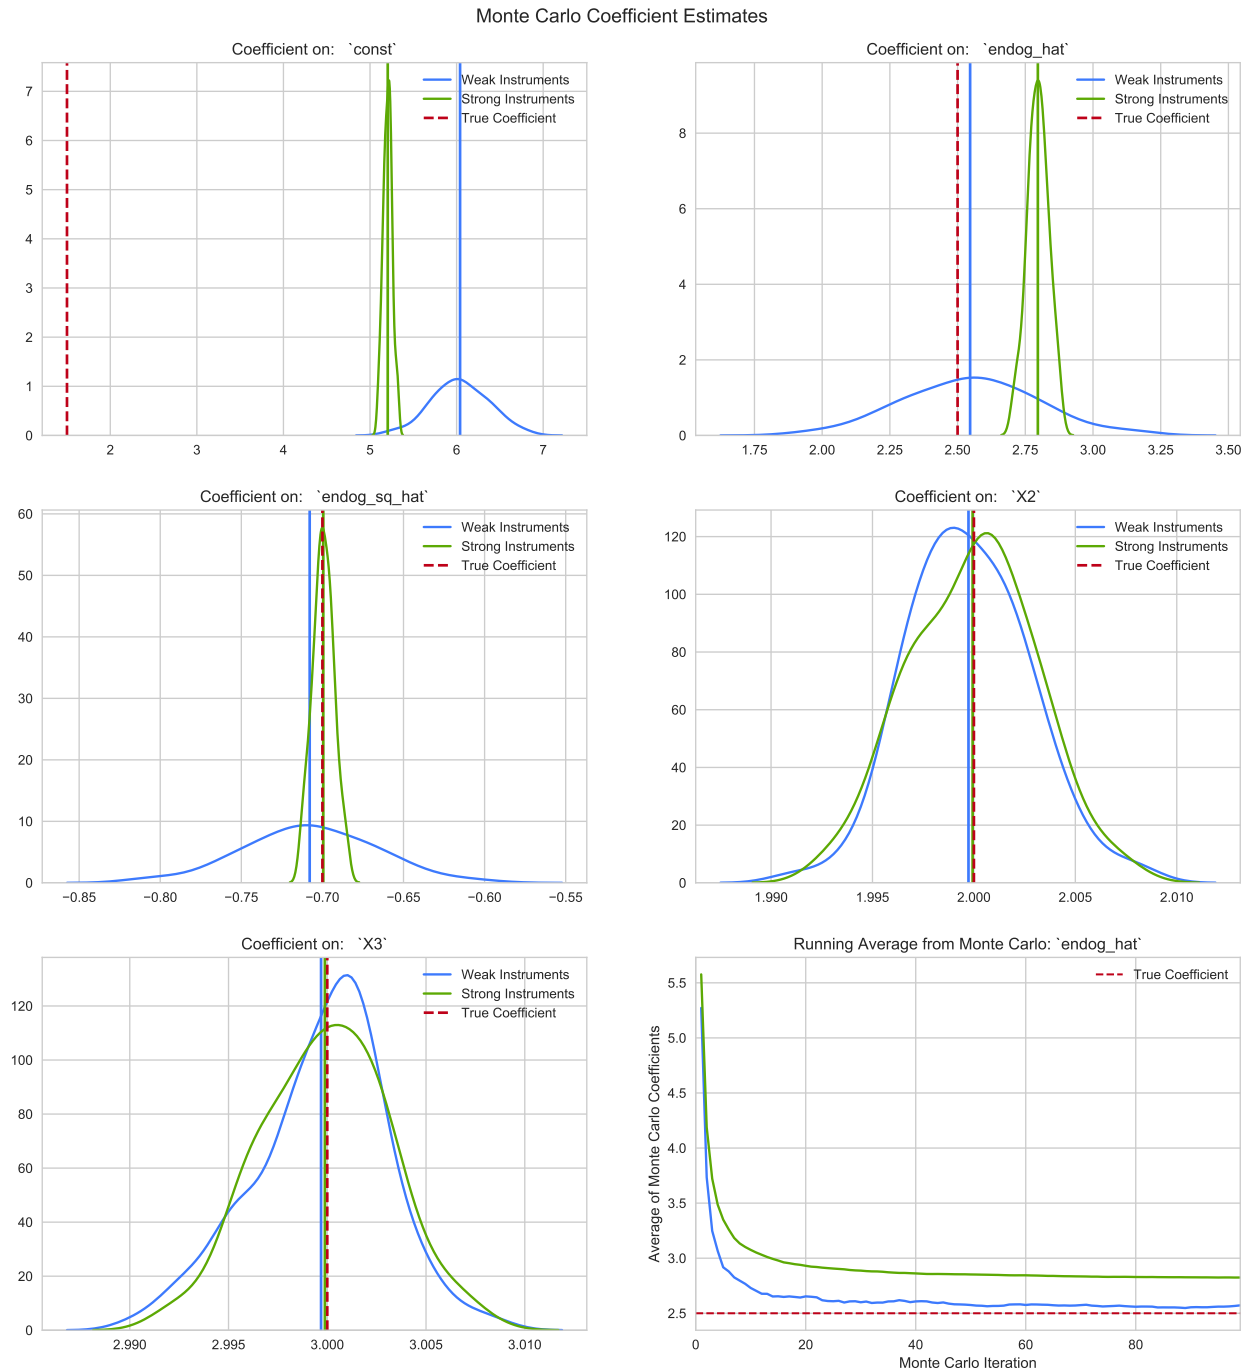 Monte Carlo Coefficient Estimates
Coefficient on:   `const`
Weak Instruments
Strong Instruments
True Coefficient
7
6
5
4
3
2
1
0
2 3 4 5 6 7
Coefficient on:   `endog_hat`
Weak Instruments
Strong Instruments
True Coefficient
8
6
4
2
0
1.75 2.00 2.25 2.50 2.75 3.00 3.25 3.50
Coefficient on:   `endog_sq_hat`
Weak Instruments
Strong Instruments
True Coefficient
60
50
40
30
20
10
0
−0.85 −0.80 −0.75 −0.70 −0.65 −0.60 −0.55
Coefficient on:   `X2`
Weak Instruments
Strong Instruments
True Coefficient
120
100
80
60
40
20
0
1.990 1.995 2.000 2.005 2.010
Coefficient on:   `X3`
Weak Instruments
Strong Instruments
True Coefficient
120
100
80
60
40
20
0
2.990 2.995 3.000 3.005 3.010
Running Average from Monte Carlo: `endog_hat`
True Coefficient
Average of Monte Carlo Coefficients
5.5
5.0
4.5
4.0
3.5
3.0
2.5
0 20 40 60 80
Monte Carlo Iteration